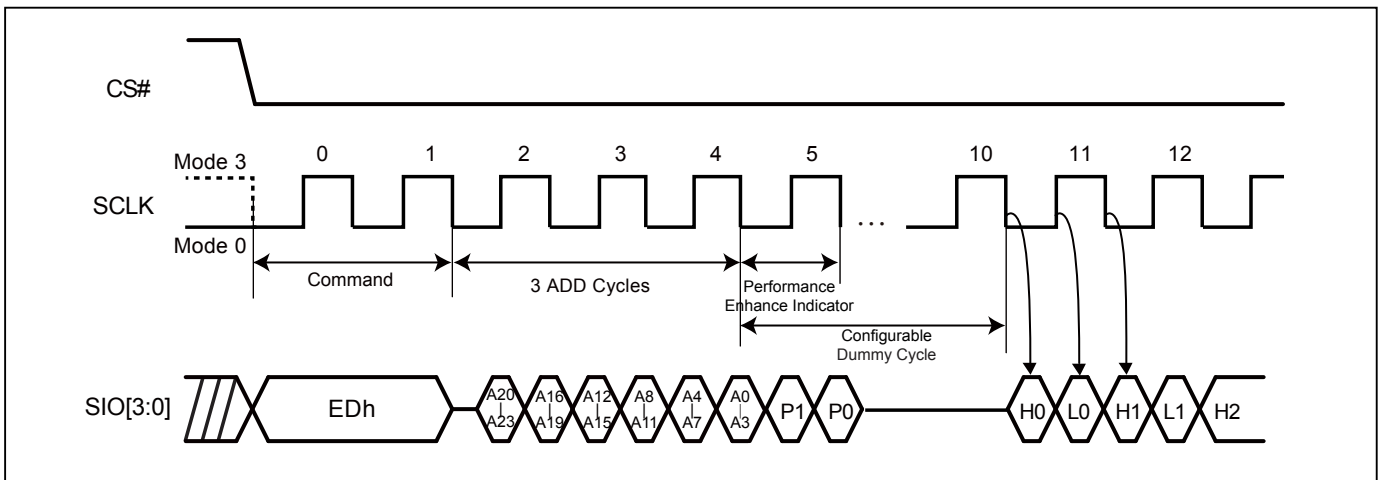 CS#
Mode 3
0 1 2 3 4 5 10 11 12
SCLK
...
Mode 0
Command
3 ADD Cycles
Performance
Enhance Indicator
Configurable
Dummy Cycle
SIO[3:0]
EDh
A20
|
A23
A16
|
A19
A12
|
A15
A8
|
A11
A4
|
A7
A0
|
A3
P1
P0
H0
L0
H1
L1
H2